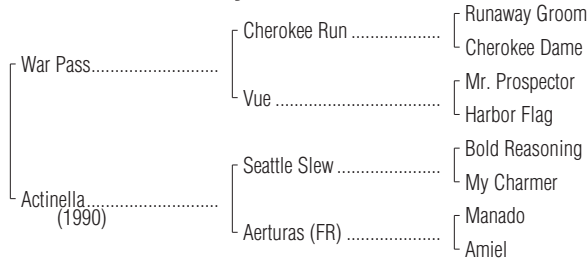 Runaway Groom
Cherokee Run ....................
Cherokee Dame
War Pass.............................
Mr. Prospector
Vue .....................................
Harbor Flag
Bold Reasoning
Seattle Slew .......................
My Charmer
Actinella..............................
(1990)
Manado
Aerturas (FR) .....................
Amiel